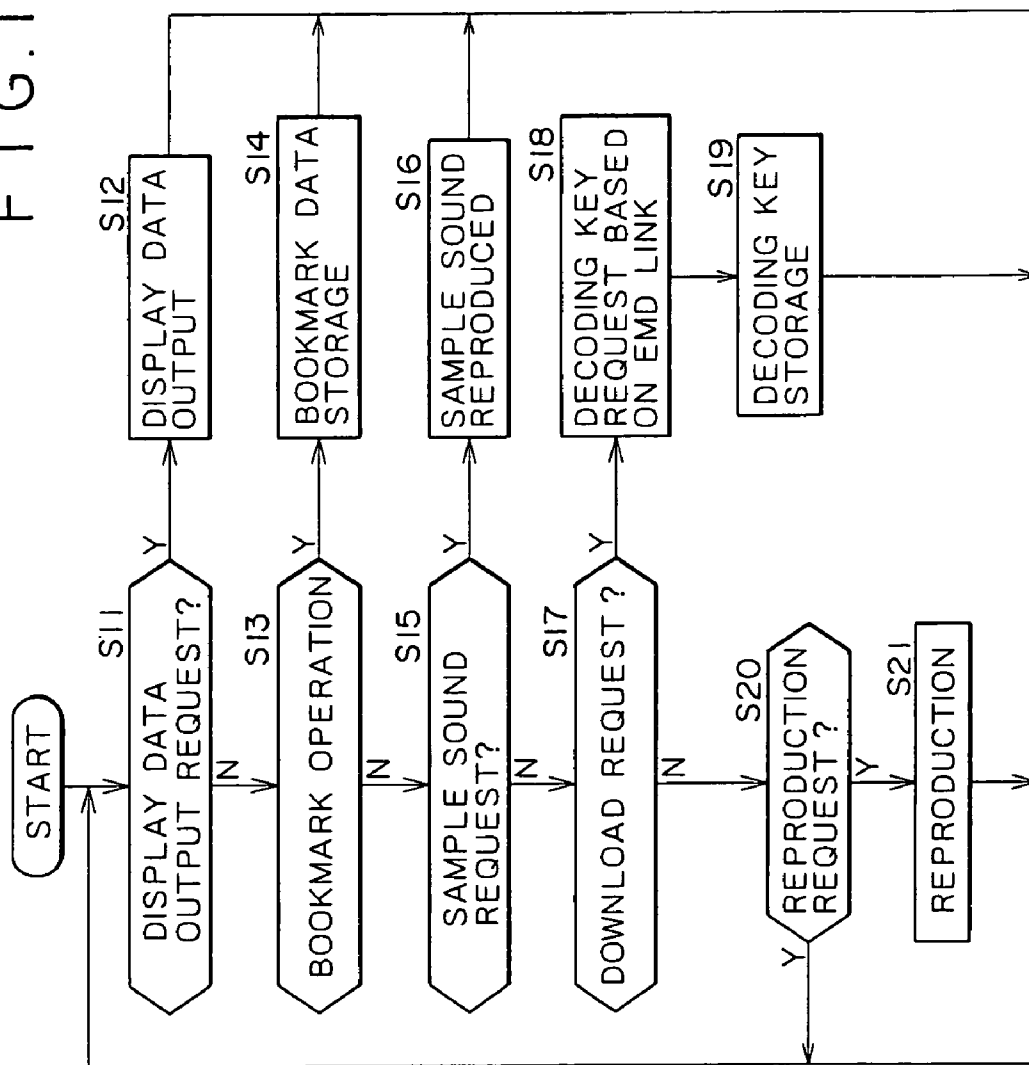 FIG.
START
S11
DISPLAY DATA
OUTPUT REQUEST?
Y
S12
DISPLAY DATA
OUTPUT
N
S13
BOOKMARK OPERATION
Y
S14
BOOKMARK DATA
STORAGE
N
S15
SAMPLE SOUND
REQUEST?
Y
S16
SAMPLE SOUND
REPRODUCED
N
S17
DOWNLOAD REQUEST?
Y
S18
DECODING KEY
REQUEST BASED
ON EMD LINK
N
S19
DECODING KEY
STORAGE
S20
REPRODUCTION
REQUEST?
Y
Y
S21
REPRODUCTION